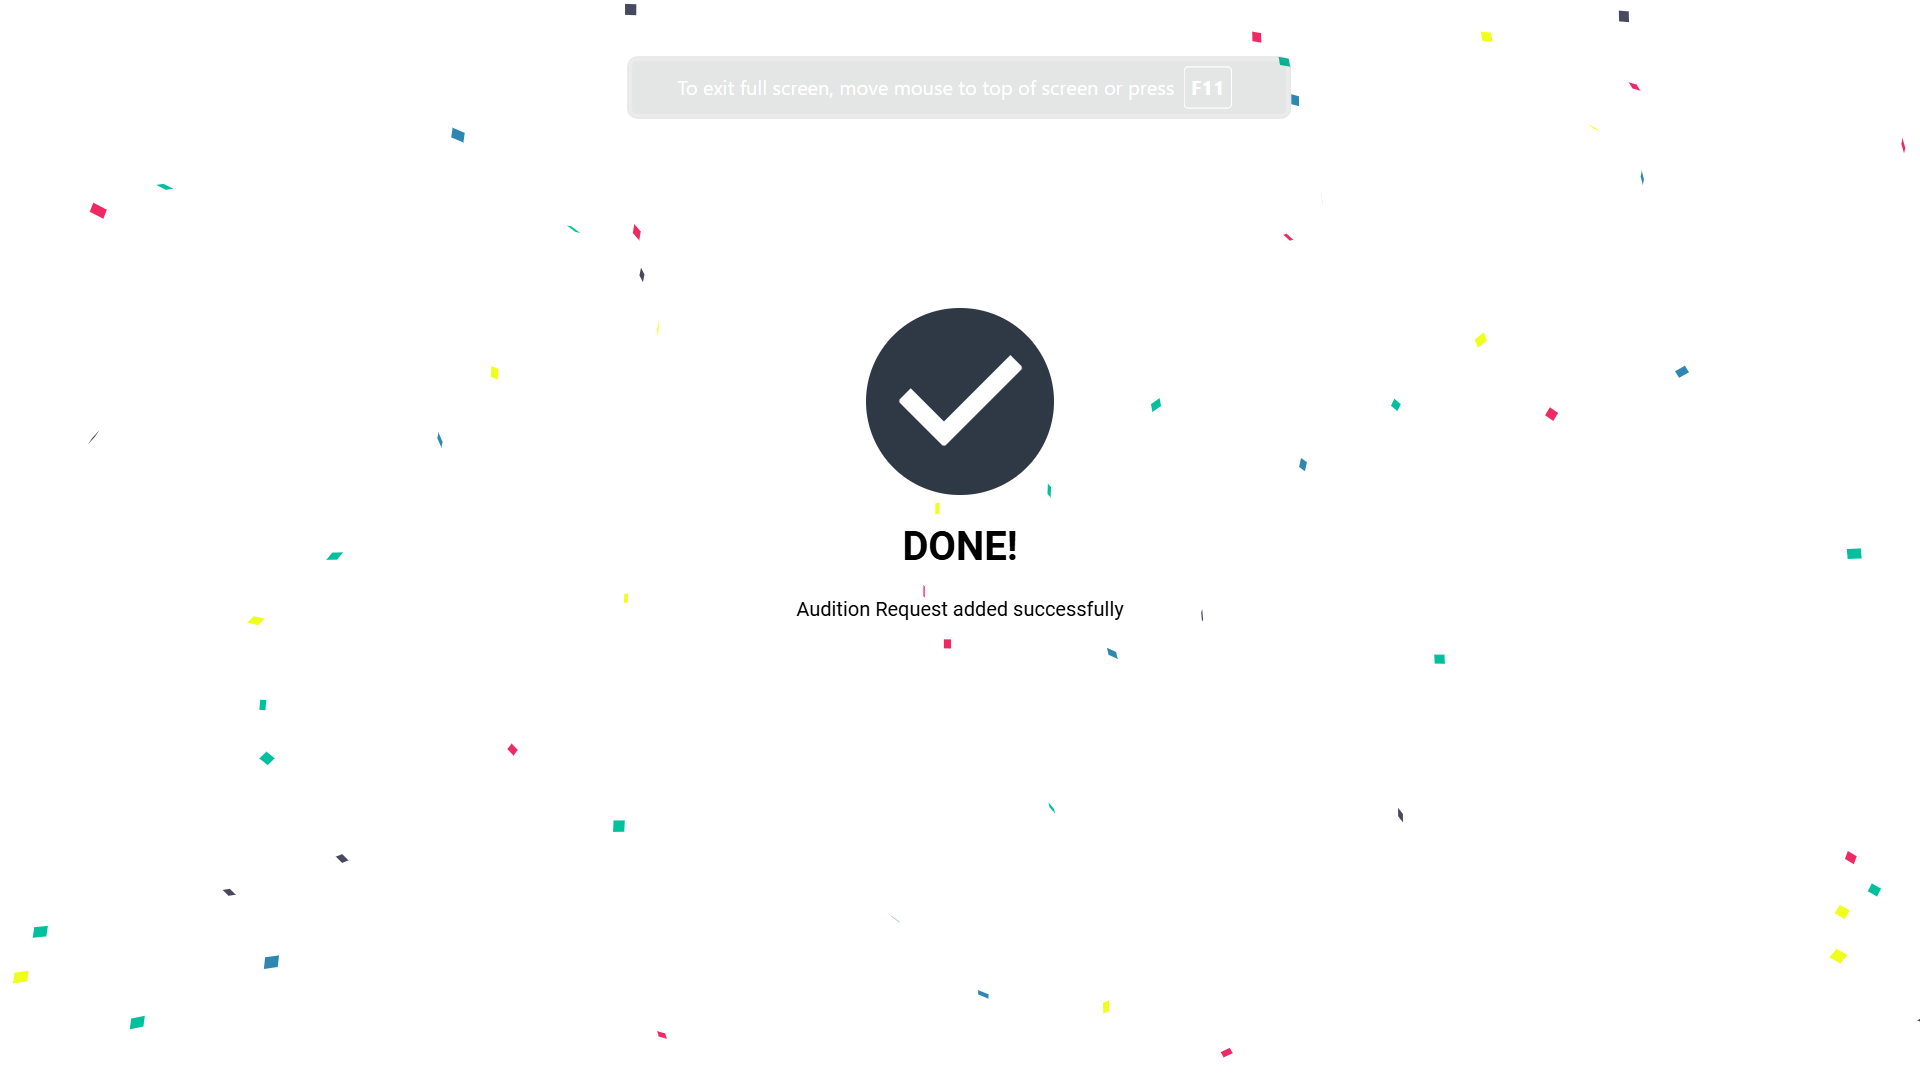 To exit full screen, move mouse to top of screen or press F11
DONE!
Audition Request added successfully